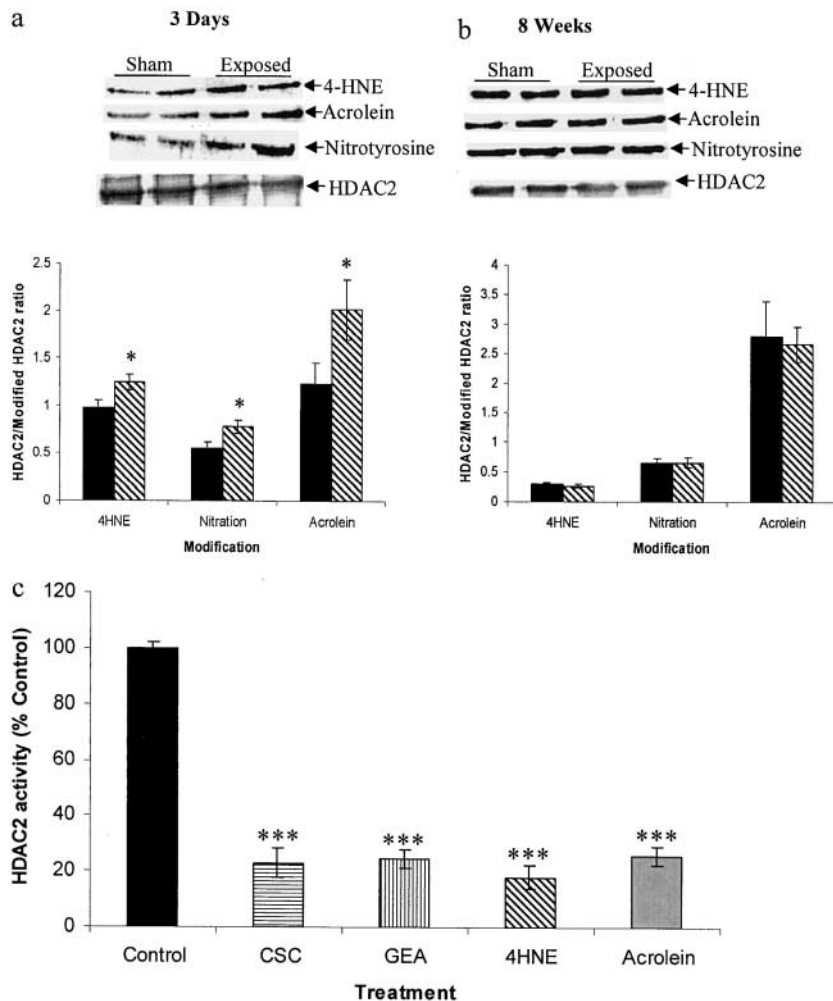 a
3 Days
Sham Exposed
4-HNE
Acrolein
Nitrotyrosine
HDAC2
HDAC2/Modified HDAC2 ratio
2.5
2
1.5
1
0.5
0
* * *
4HNE Nitration Acrolein
Modification
b
8 Weeks
Sham Exposed
4-HNE
Acrolein
Nitrotyrosine
HDAC2
HDAC2/Modified HDAC2 ratio
4
3.5
3
2.5
2
1.5
1
0.5
0
4HNE Nitration Acrolein
Modification
c
HDAC2 activity (% Control)
120
100
80
60
40
20
0
*** *** *** ***
Control CSC GEA 4HNE Acrolein
Treatment